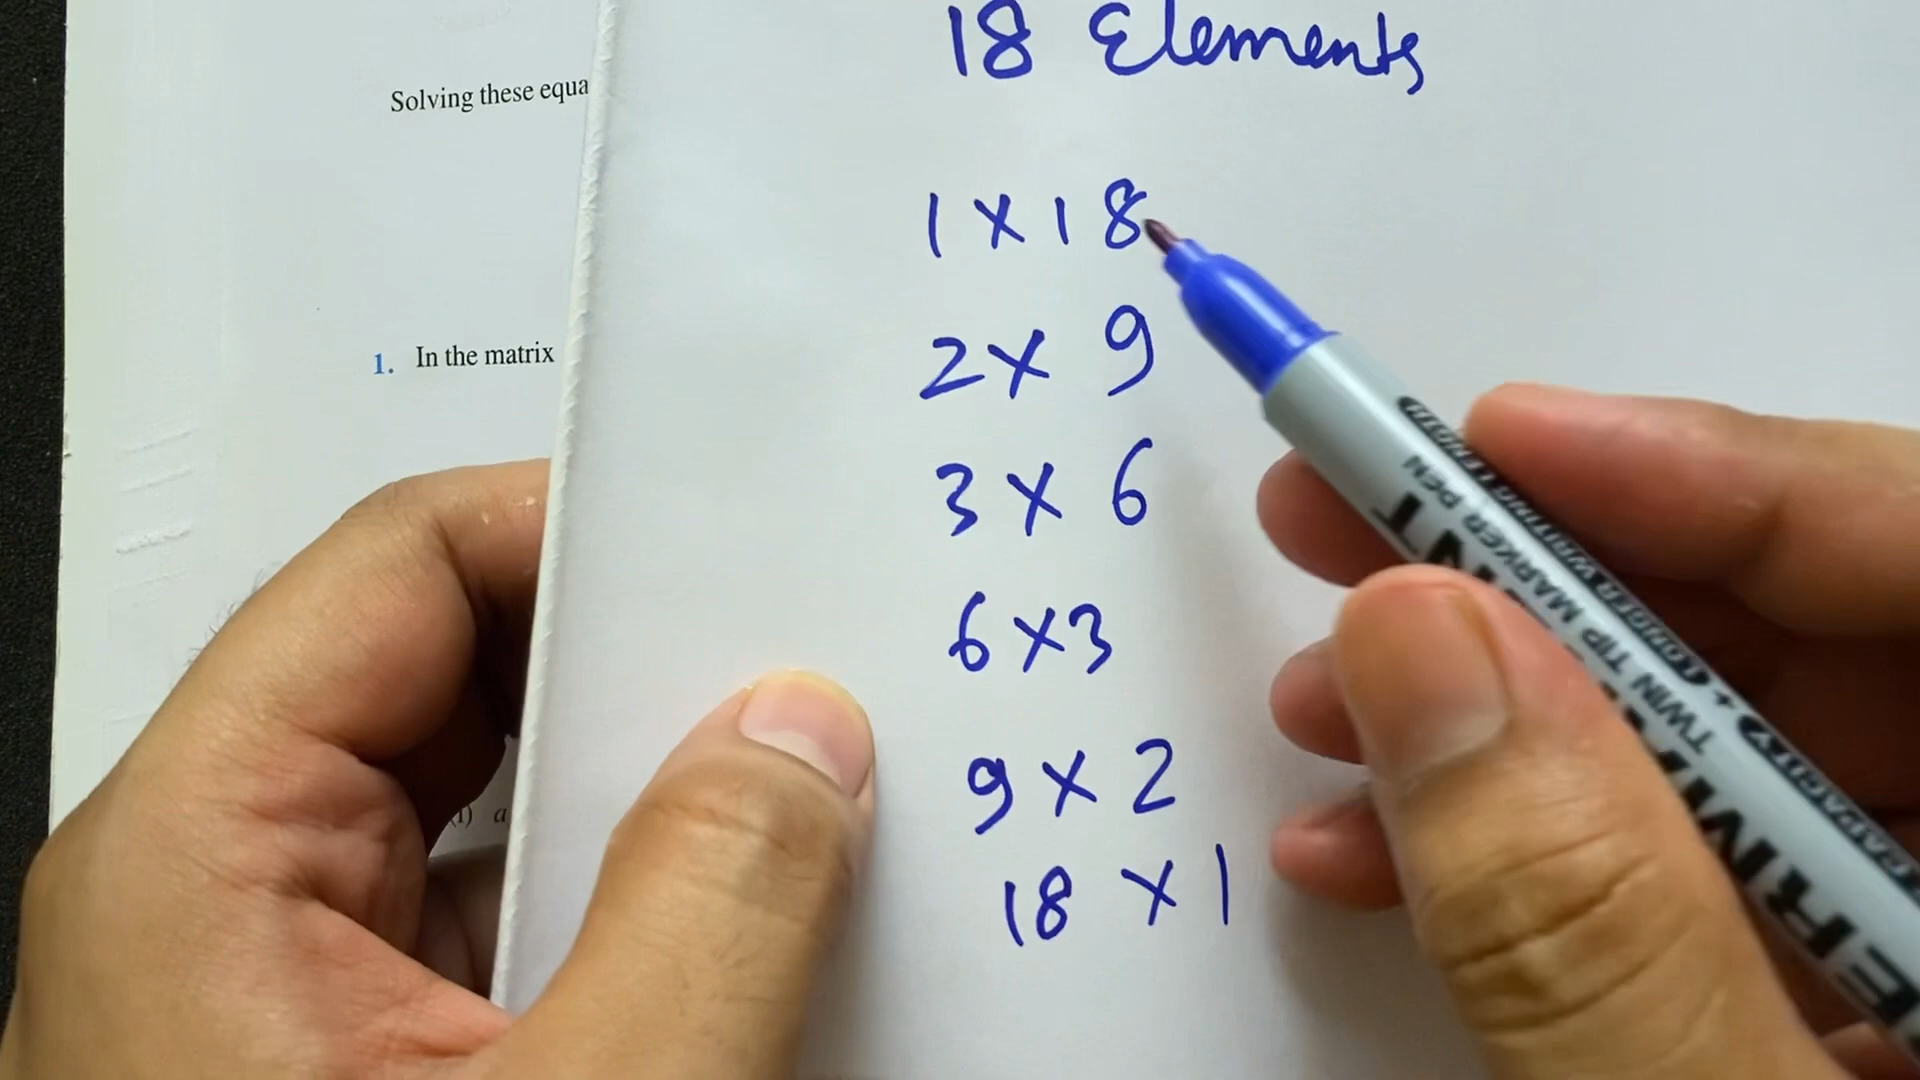 Solving these equa
1. In the matrix
(i) a
18 Elements
1 x 18
2 x 9
3 x 6
6 x 3
9 x 2
18 x 1
TWIN TIP MARKER PEN